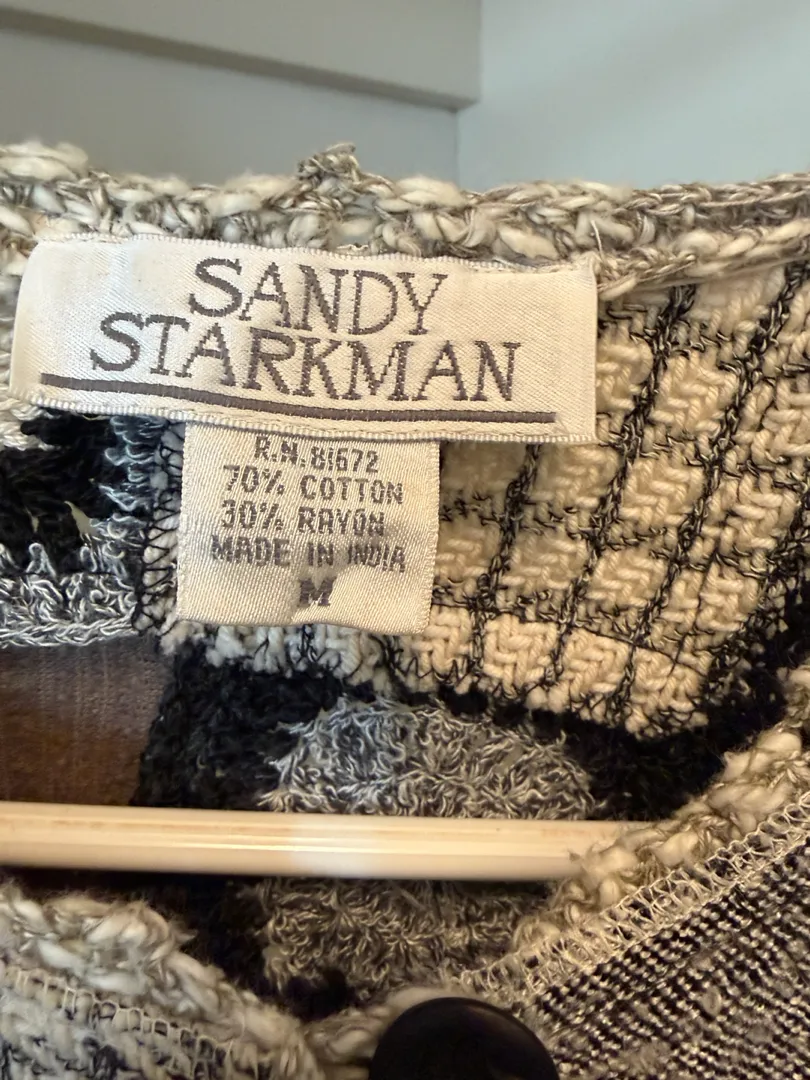 SANDY
STARKMAN
R.N. 81672
70% COTTON
30% RAYON
MADE IN INDIA
M